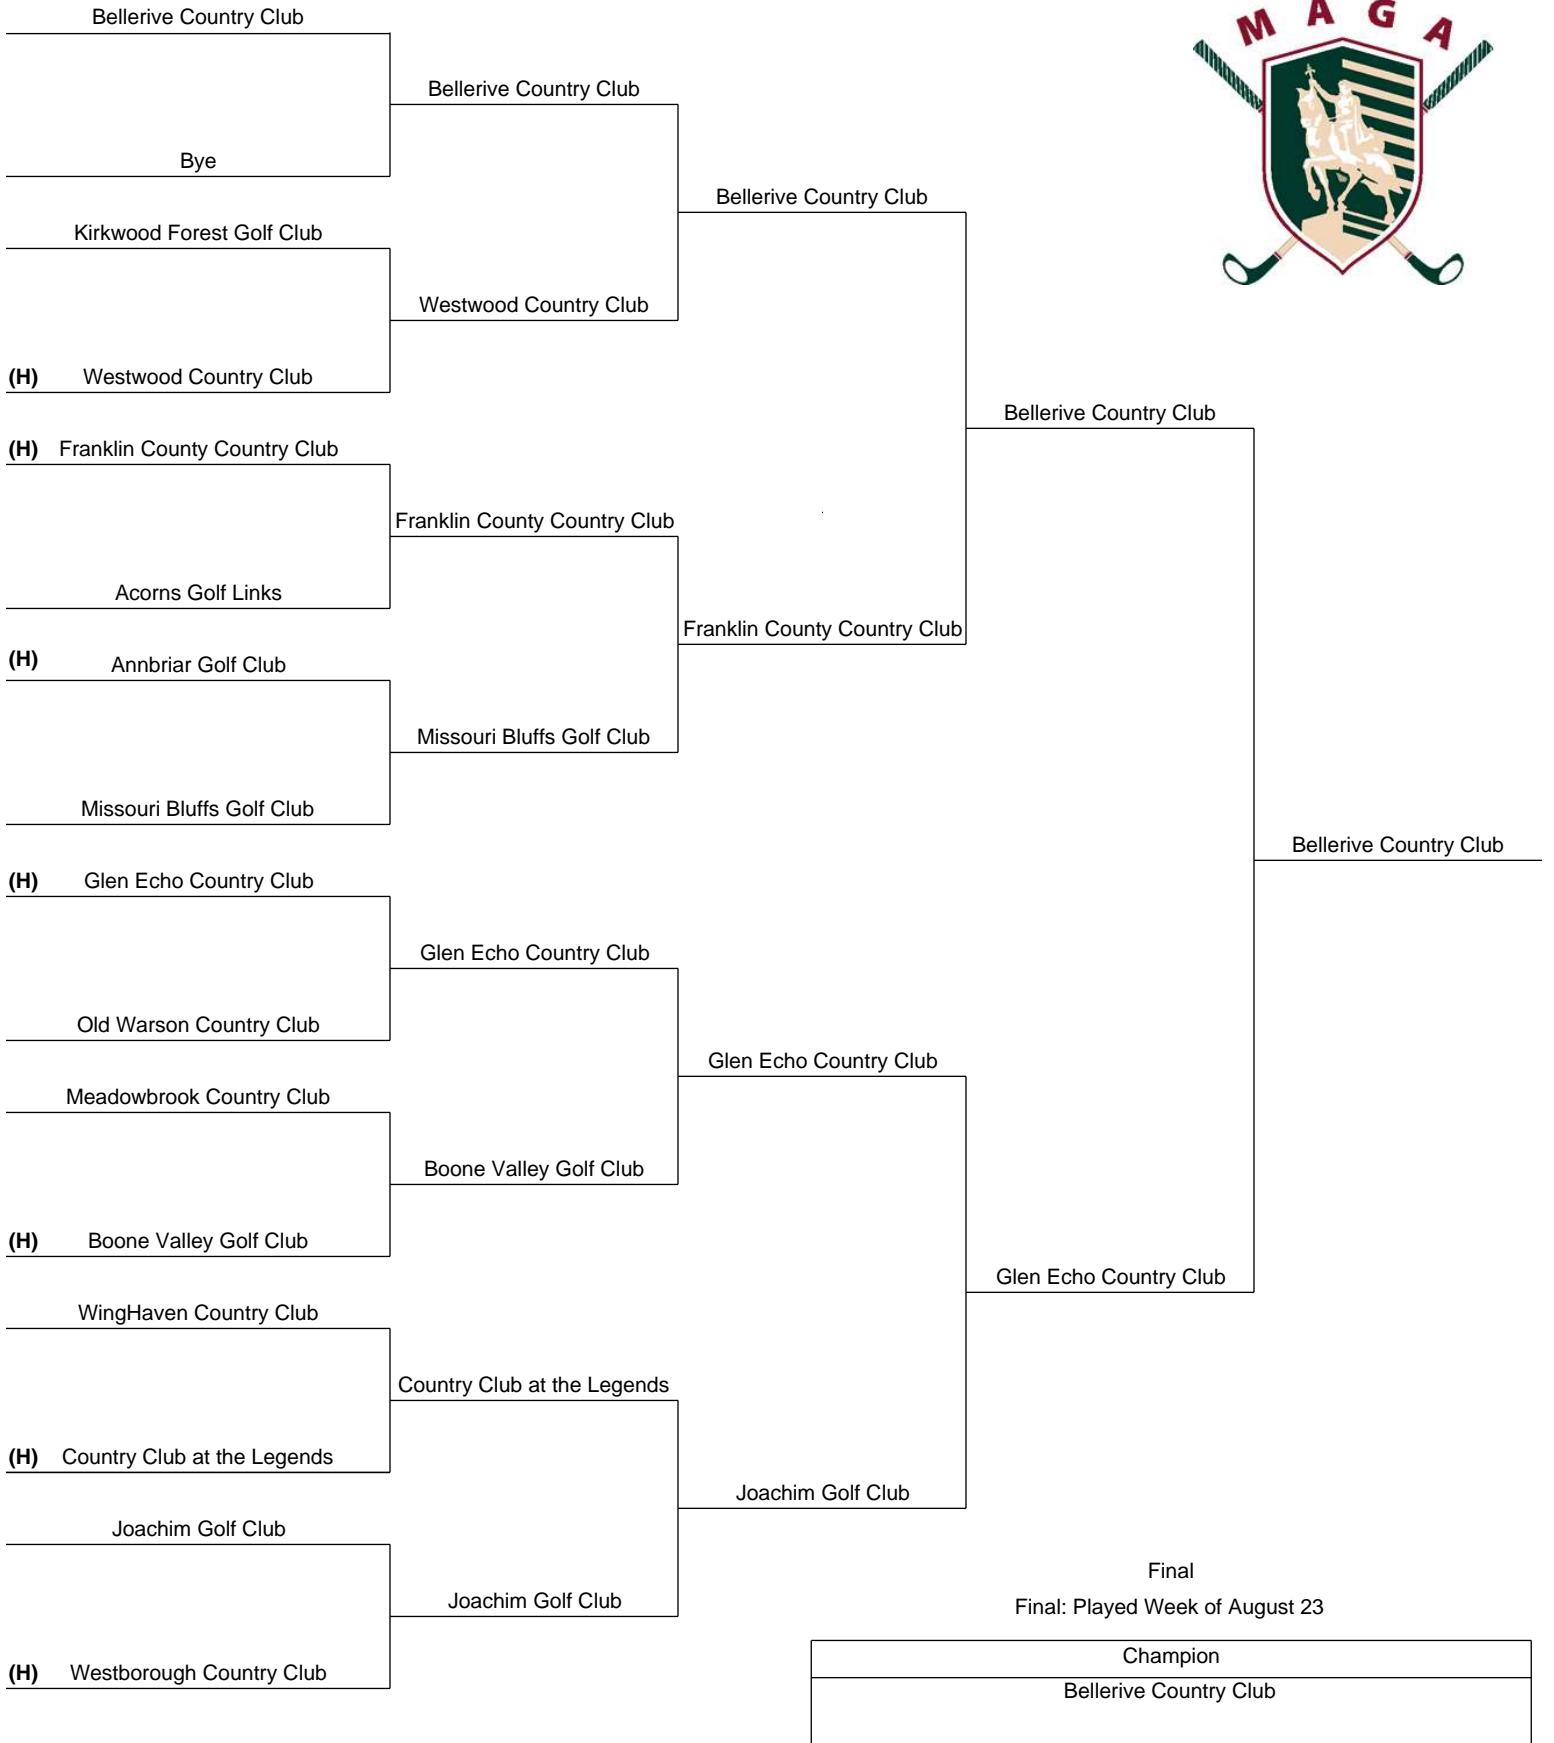 M A G A
Bellerive Country Club
Bellerive Country Club
Bye
Bellerive Country Club
Kirkwood Forest Golf Club
Westwood Country Club
(H) Westwood Country Club
Bellerive Country Club
(H) Franklin County Country Club
Franklin County Country Club
Acorns Golf Links
Franklin County Country Club
(H) Annbriar Golf Club
Missouri Bluffs Golf Club
Missouri Bluffs Golf Club
Bellerive Country Club
(H) Glen Echo Country Club
Glen Echo Country Club
Old Warson Country Club
Glen Echo Country Club
Meadowbrook Country Club
Boone Valley Golf Club
(H) Boone Valley Golf Club
Glen Echo Country Club
WingHaven Country Club
Country Club at the Legends
(H) Country Club at the Legends
Joachim Golf Club
Joachim Golf Club
Joachim Golf Club
(H) Westborough Country Club
Final
Final: Played Week of August 23
Champion
Bellerive Country Club